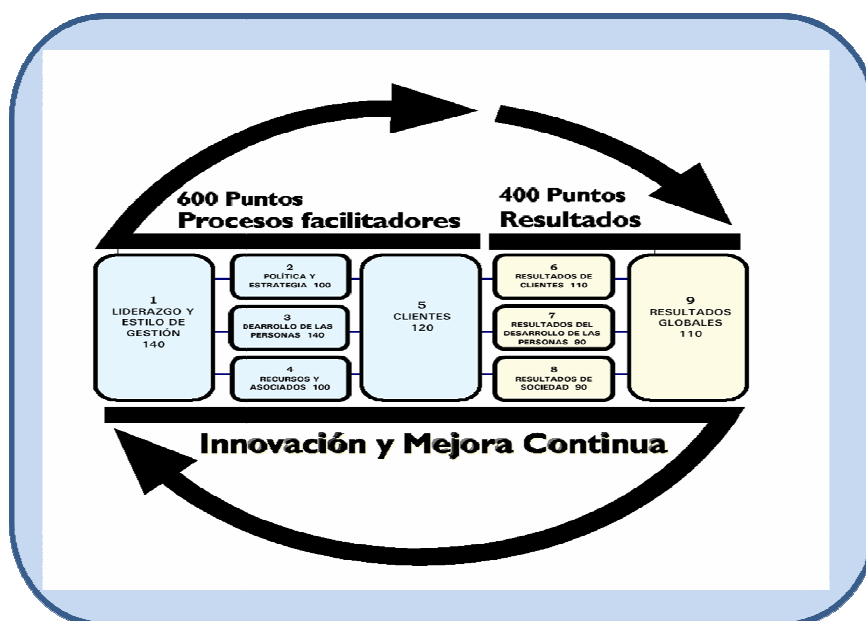 600 Puntos
Procesos facilitadores
400 Puntos
Resultados
1
LIDERAZGO Y
ESTILO DE
GESTIÓN
140
2
POLÍTICA Y
ESTRATEGIA 100
3
DEARROLLO DE LAS
PERSONAS 140
4
RECURSOS Y
ASOCIADOS 100
5
CLIENTES
120
6
RESULTADOS DE
CLIENTES 110
7
RESULTADOS DEL
DESARROLLO DE LAS
PERSONAS 90
8
RESULTADOS DE
SOCIEDAD 90
9
RESULTADOS
GLOBALES
110
Innovación y Mejora Continua